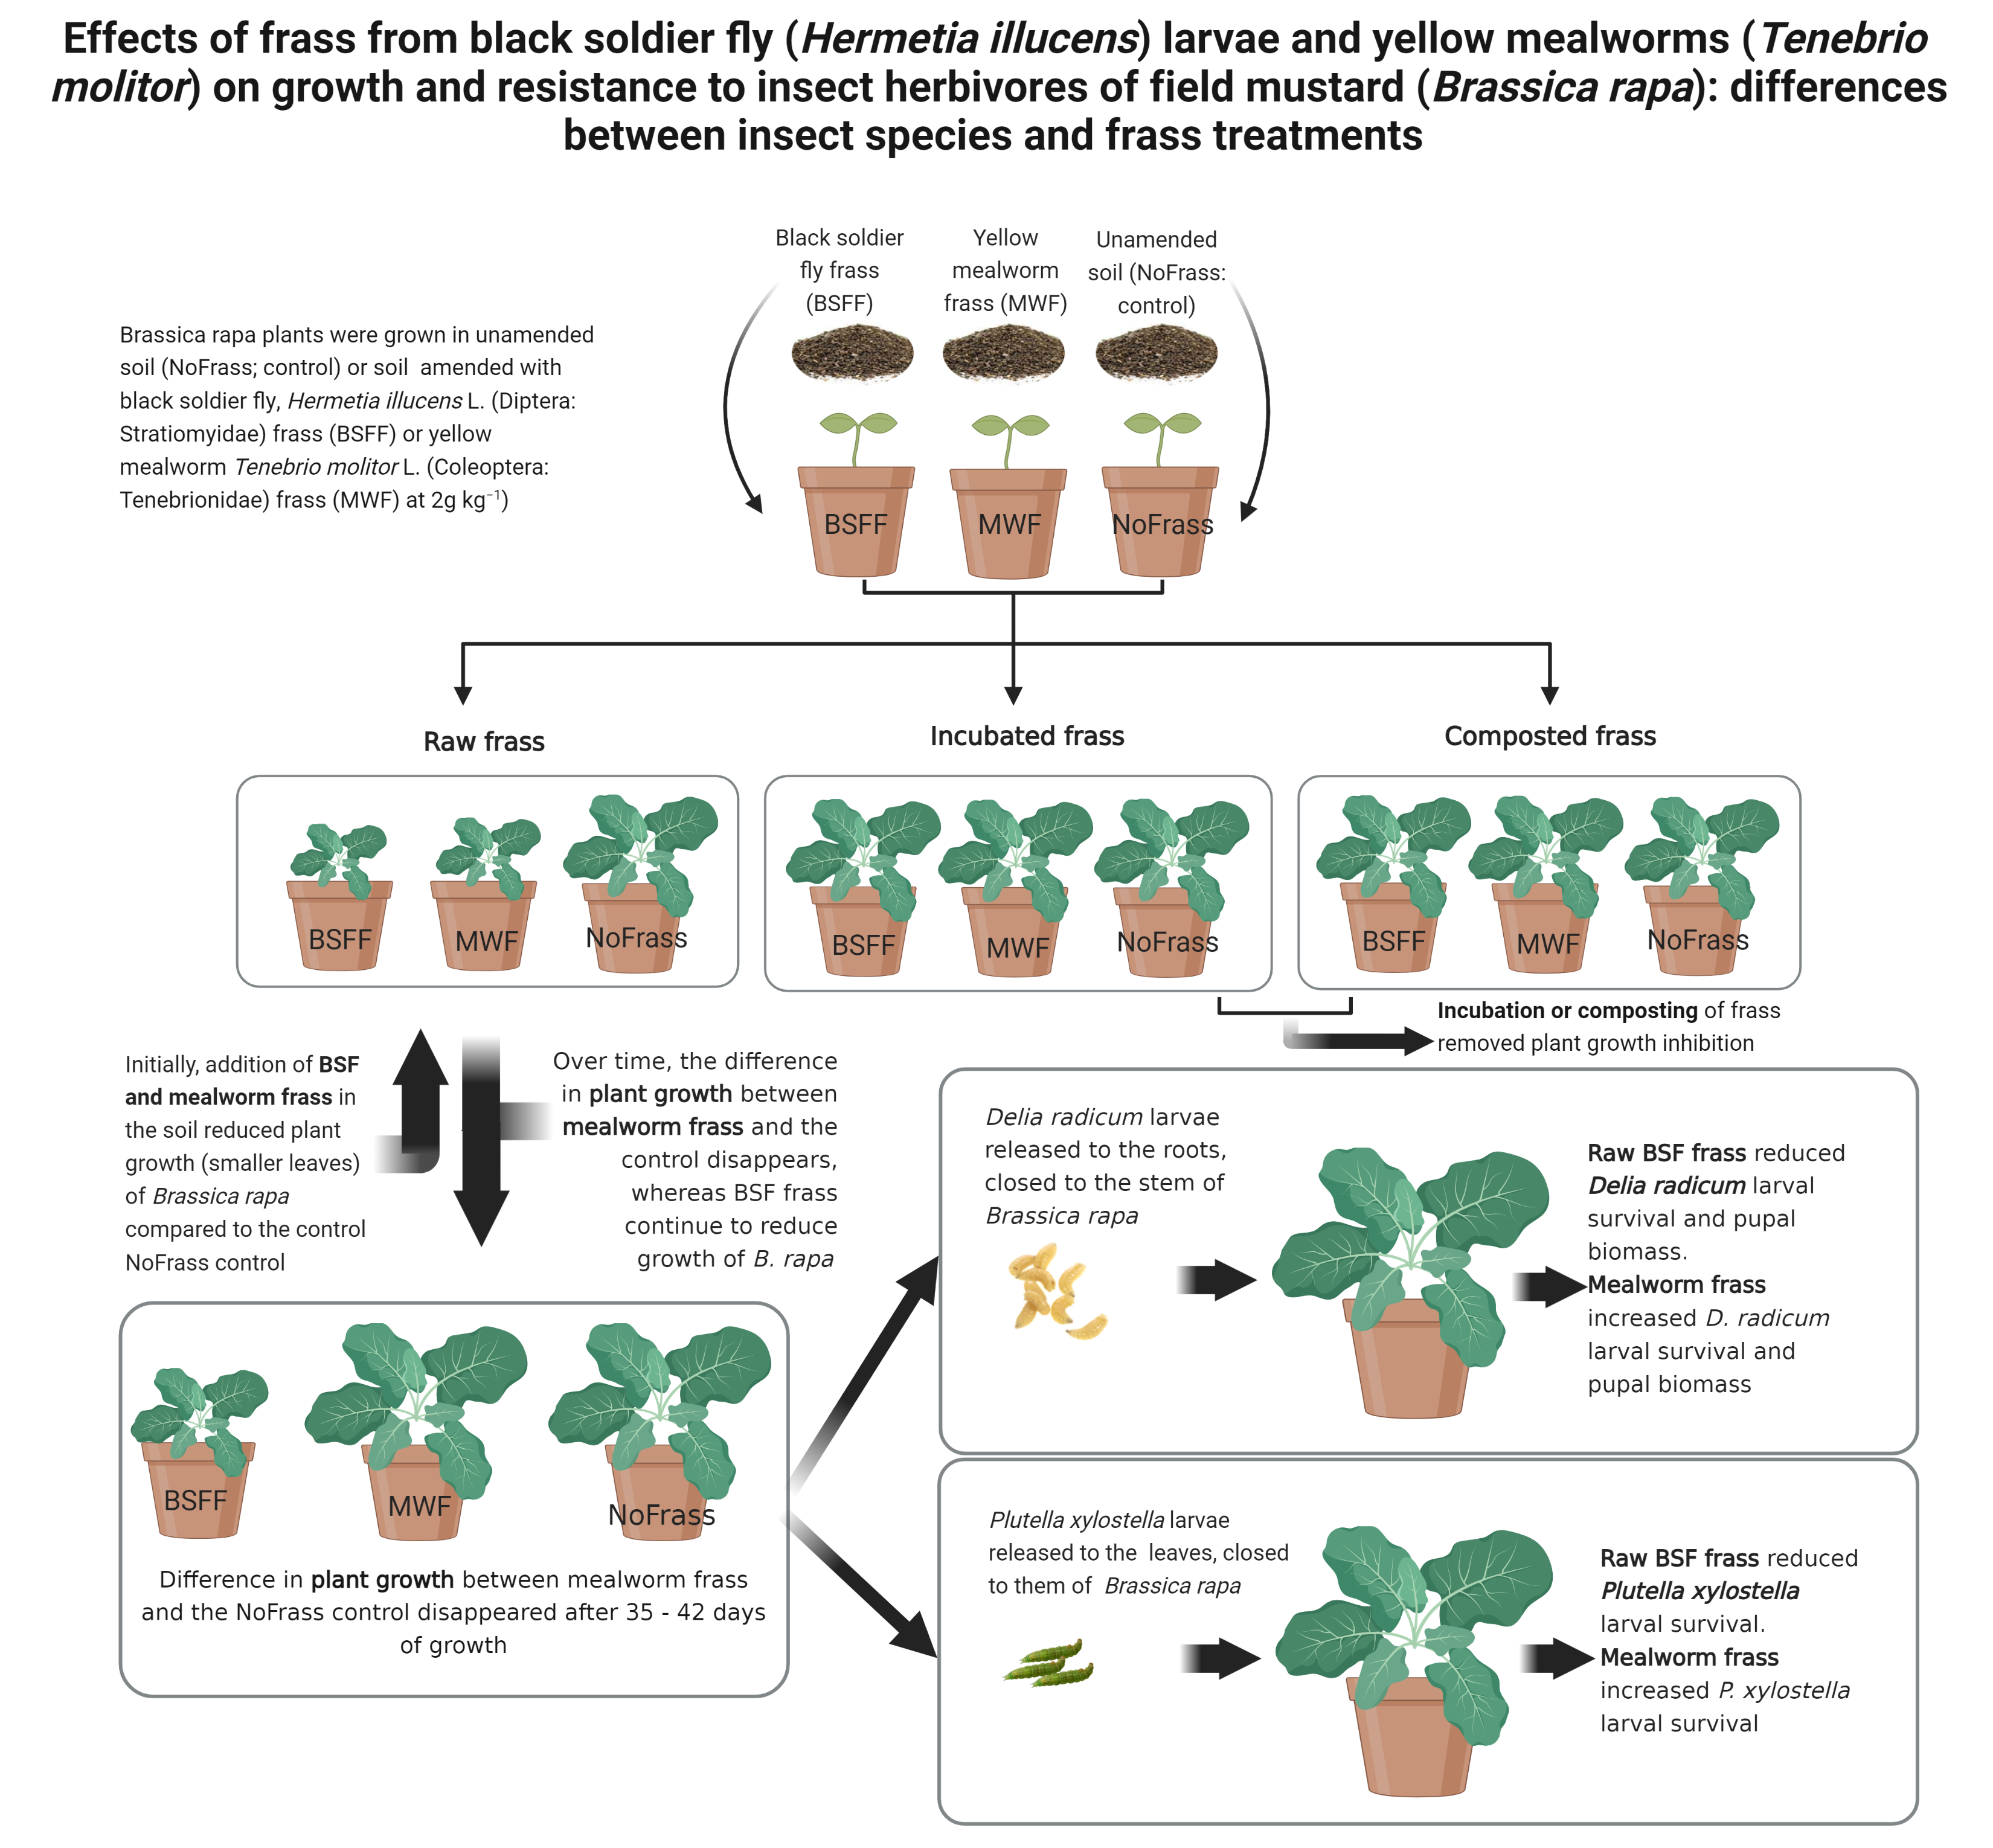 Effects of frass from black soldier fly (Hermetia illucens) larvae and yellow mealworms (Tenebrio
molitor) on growth and resistance to insect herbivores of field mustard (Brassica rapa): differences
between insect species and frass treatments
Black soldier
fly frass
(BSFF)
Yellow
mealworm
frass (MWF)
Unamended
soil (NoFrass:
control)
Brassica rapa plants were grown in unamended
soil (NoFrass; control) or soil  amended with
black soldier fly, Hermetia illucens L. (Diptera:
Stratiomyidae) frass (BSFF) or yellow
mealworm Tenebrio molitor L. (Coleoptera:
Tenebrionidae) frass (MWF) at 2g kg⁻¹)
BSFF
MWF
NoFrass
Raw frass
Incubated frass
Composted frass
BSFF
MWF
NoFrass
BSFF
MWF
NoFrass
BSFF
MWF
NoFrass
Incubation or composting of frass
removed plant growth inhibition
Initially, addition of BSF
and mealworm frass in
the soil reduced plant
growth (smaller leaves)
of Brassica rapa
compared to the control
NoFrass control
Over time, the difference
in plant growth between
mealworm frass and the
control disappears,
whereas BSF frass
continue to reduce
growth of B. rapa
Delia radicum larvae
released to the roots,
closed to the stem of
Brassica rapa
Raw BSF frass reduced
Delia radicum larval
survival and pupal
biomass.
Mealworm frass
increased D. radicum
larval survival and
pupal biomass
BSFF
MWF
NoFrass
Difference in plant growth between mealworm frass
and the NoFrass control disappeared after 35 - 42 days
of growth
Plutella xylostella larvae
released to the  leaves, closed
to them of  Brassica rapa
Raw BSF frass reduced
Plutella xylostella
larval survival.
Mealworm frass
increased P. xylostella
larval survival